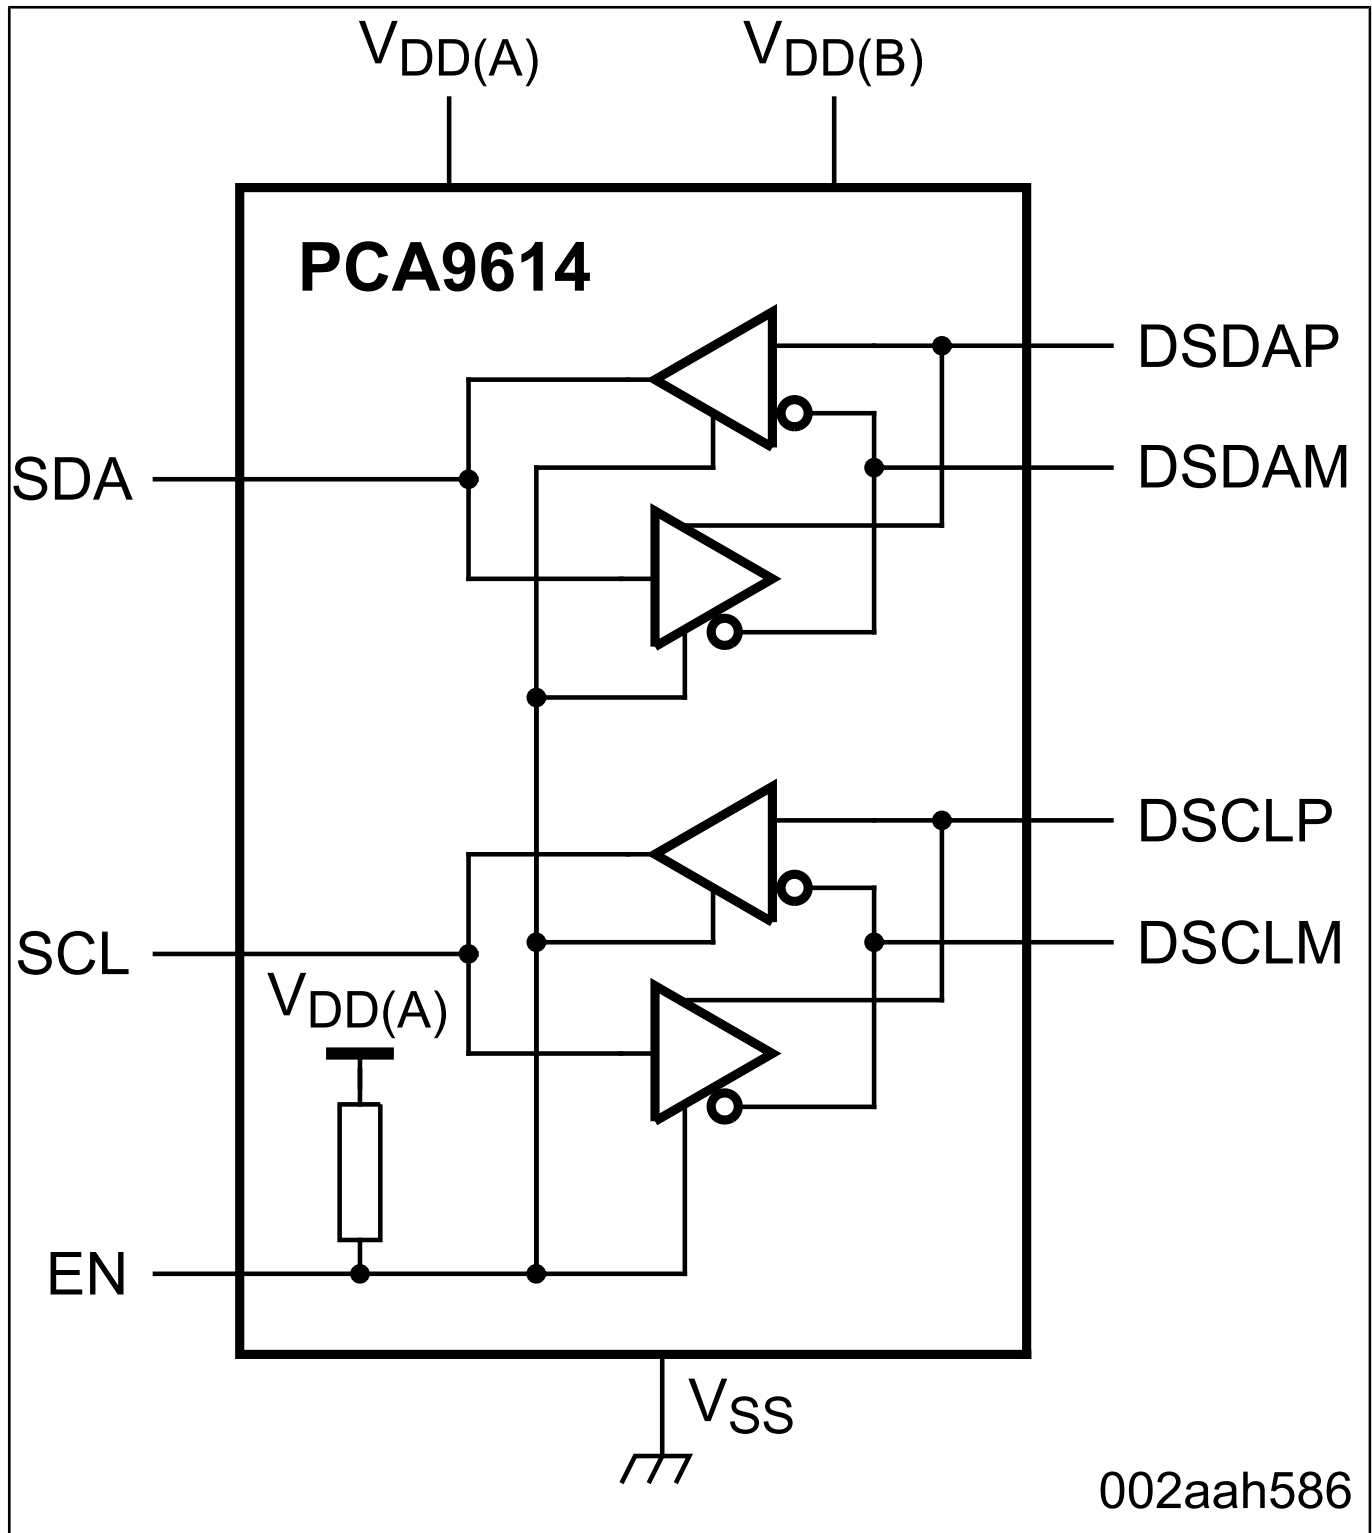 VDD(A) VDD(B)
PCA9614
DSDAP
DSDAM
SDA
DSCLP
DSCLM
SCL
VDD(A)
EN
VSS
002aah586